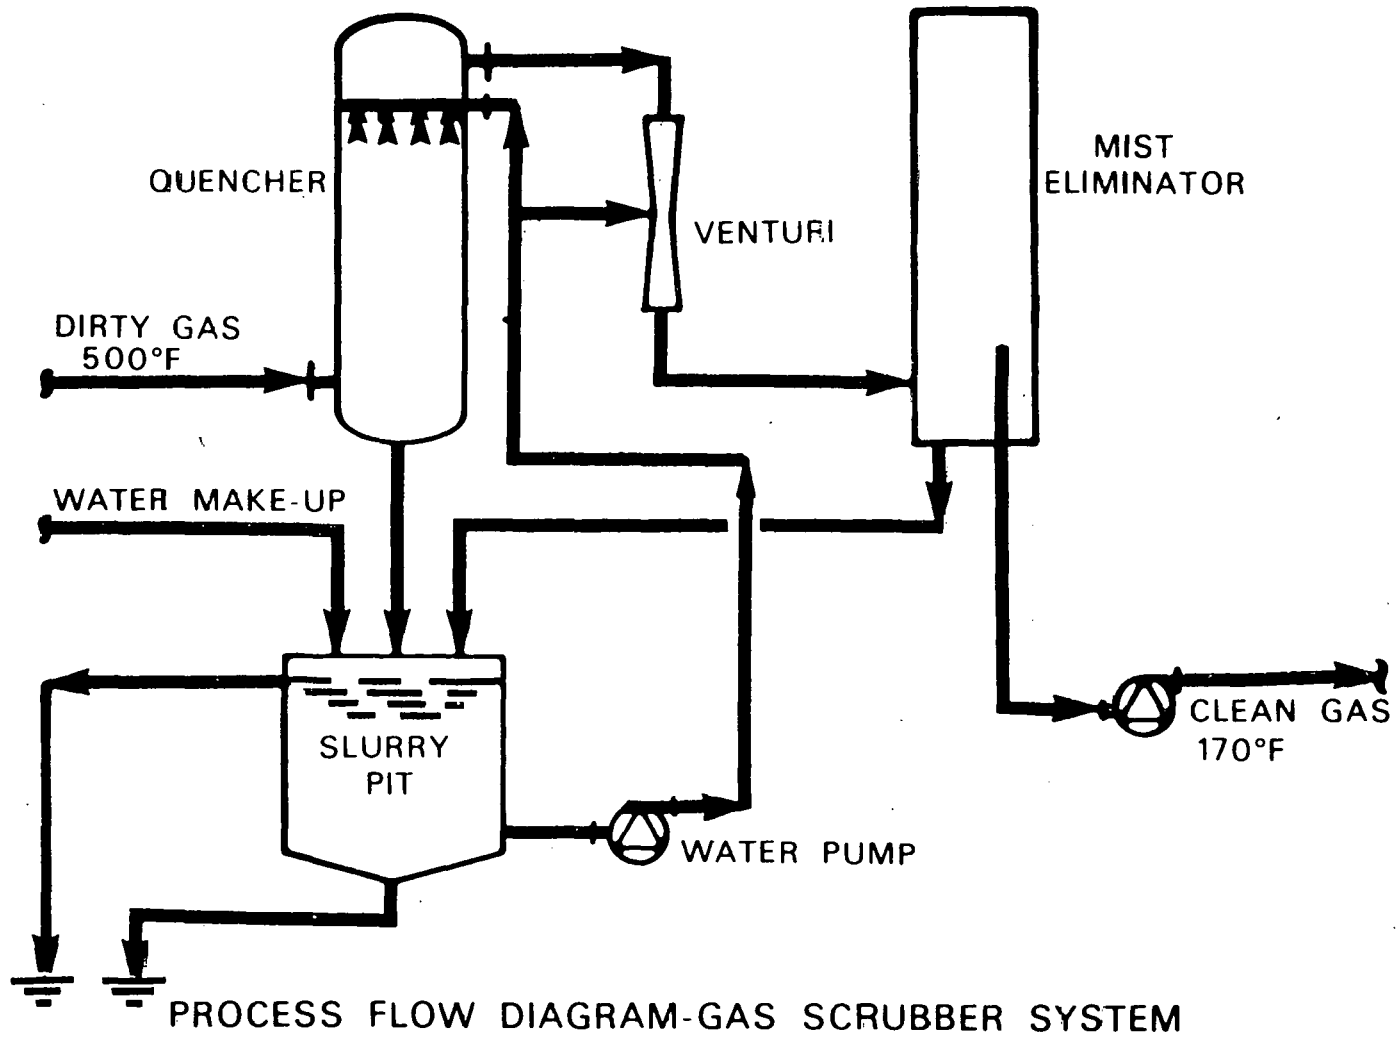 QUENCHER
MIST
ELIMINATOR
VENTURI
DIRTY GAS
500°F
WATER MAKE-UP
SLURRY
PIT
CLEAN GAS
170°F
WATER PUMP
PROCESS FLOW DIAGRAM-GAS SCRUBBER SYSTEM